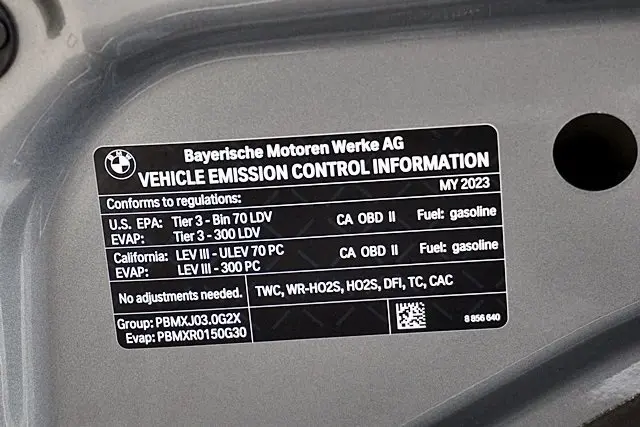 BMW
Bayerische Motoren Werke AG
VEHICLE EMISSION CONTROL INFORMATION
Conforms to regulations: MY 2023
U.S. EPA: Tier 3 - Bin 70 LDV CA OBD II Fuel: gasoline
EVAP: Tier 3 - 300 LDV
California: LEV III - ULEV 70 PC CA OBD II Fuel: gasoline
EVAP: LEV III - 300 PC
No adjustments needed. TWC, WR-HO2S, HO2S, DFI, TC, CAC
Group: PBMXJ03.0G2X
Evap: PBMXR0150G30 8 856 640